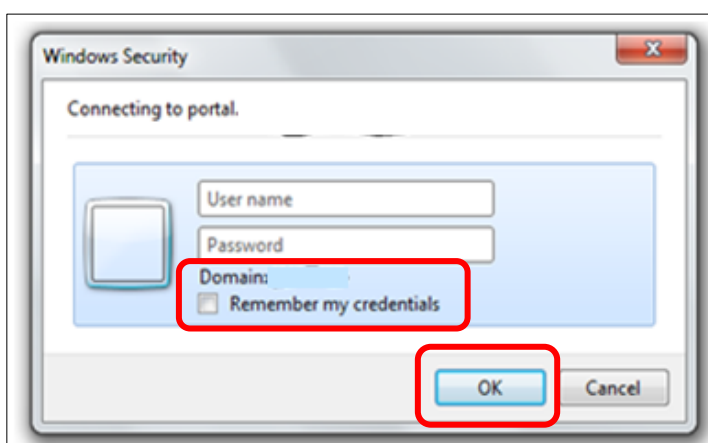 Windows Security
Connecting to portal.
User name
Password
Domain:
Remember my credentials
OK
Cancel